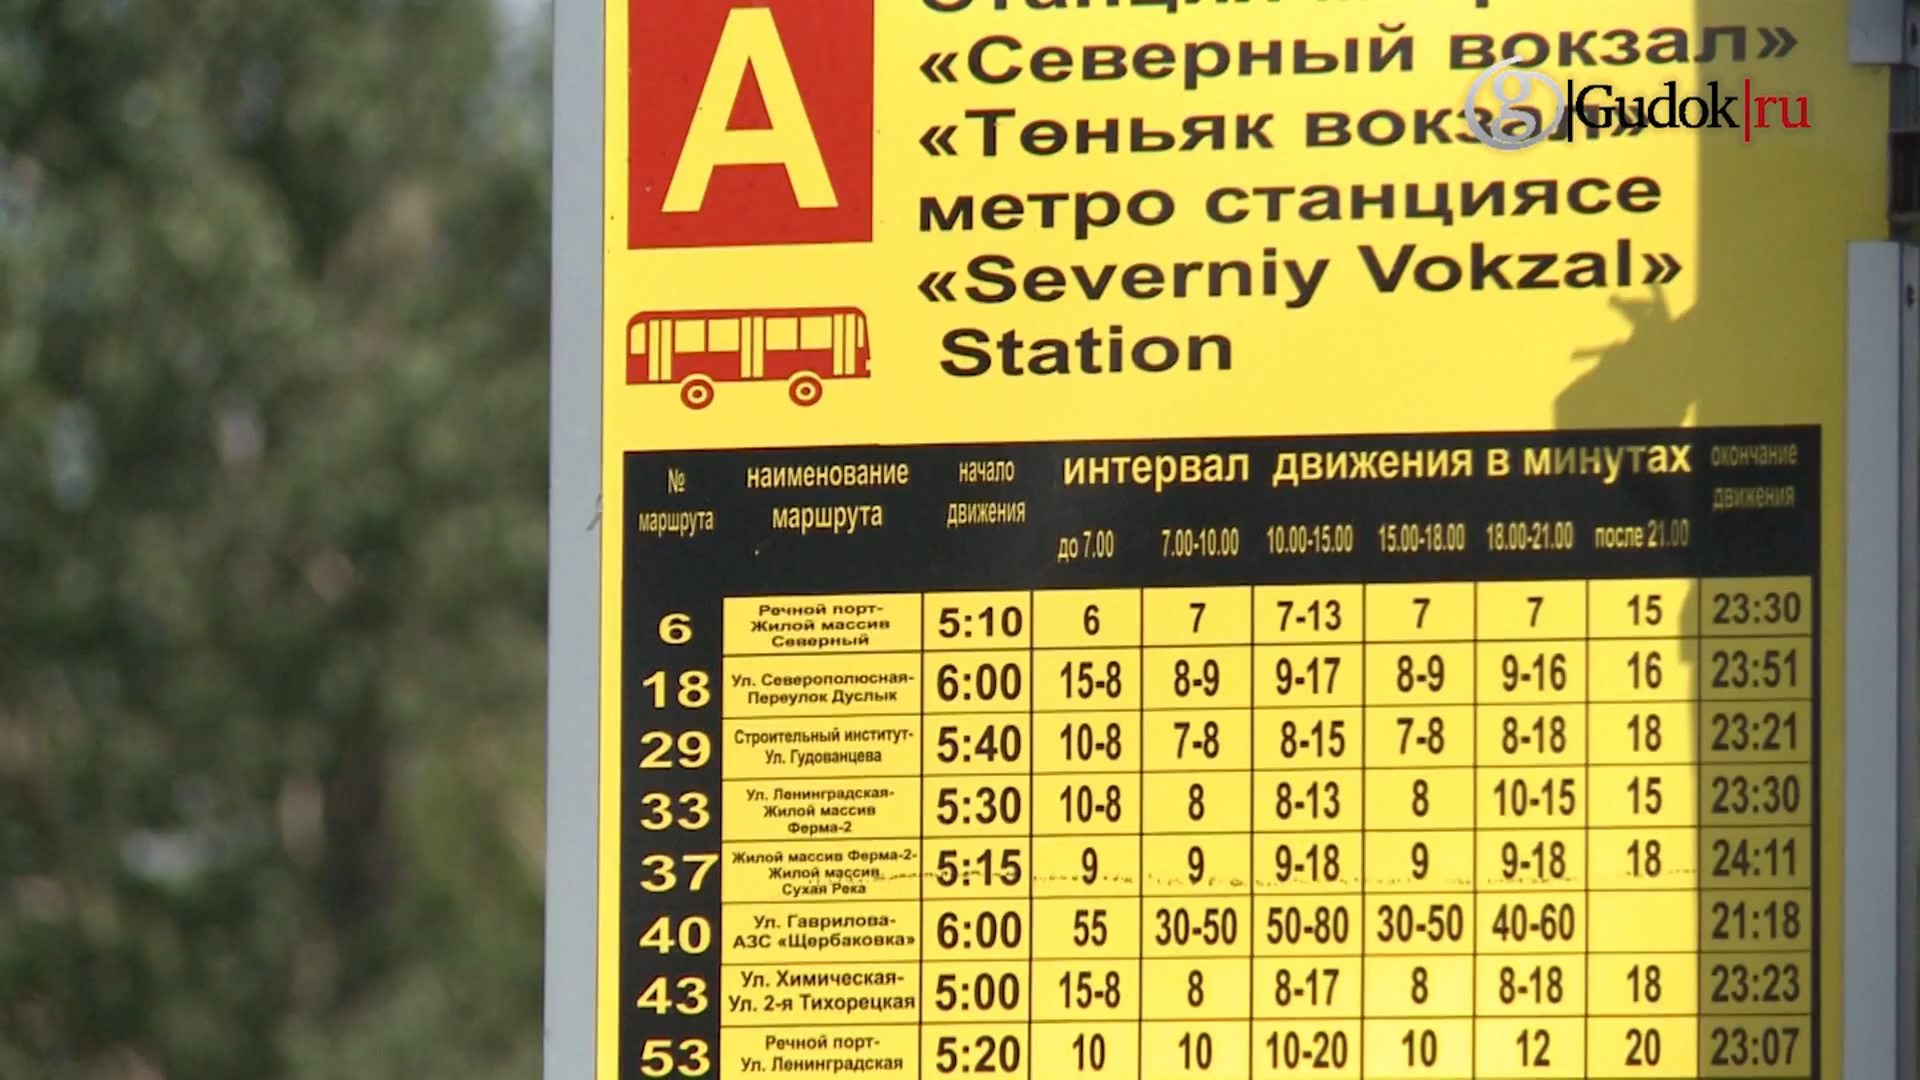 А
Станция метро
«Северный вокзал»
«Төньяк вокзал»
метро станциясе
«Severniy Vokzal»
Station
g|Gudok|ru
№ маршрута
наименование маршрута
начало движения
интервал движения в минутах
окончание движения
до 7.00 7.00-10.00 10.00-15.00 15.00-18.00 18.00-21.00 после 21.00
6 Речной порт- Жилой массив Северный 5:10 6 7 7-13 7 7 15 23:30
18 Ул. Северополюсная- Переулок Дуслык 6:00 15-8 8-9 9-17 8-9 9-16 16 23:51
29 Строительный институт- Ул. Гудованцева 5:40 10-8 7-8 8-15 7-8 8-18 18 23:21
33 Ул. Ленинградская- Жилой массив Ферма-2 5:30 10-8 8 8-13 8 10-15 15 23:30
37 Жилой массив Ферма-2- Жилой массив Сухая Река 5:15 9 9 9-18 9 9-18 18 24:11
40 Ул. Гаврилова- АЗС «Щербаковка» 6:00 55 30-50 50-80 30-50 40-60 21:18
43 Ул. Химическая- Ул. 2-я Тихорецкая 5:00 15-8 8 8-17 8 8-18 18 23:23
53 Речной порт- Ул. Ленинградская 5:20 10 10 10-20 10 12 20 23:07